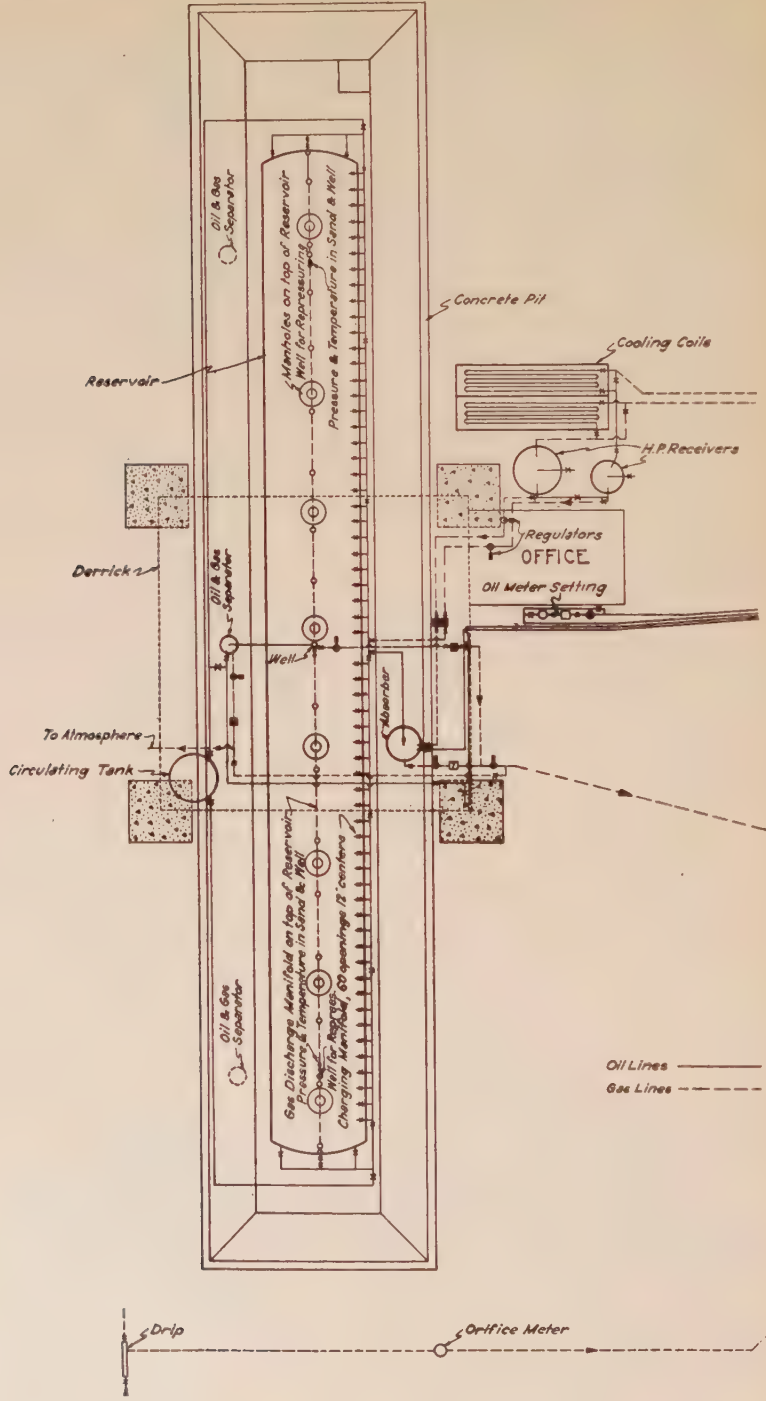 Oil & Gas
Separator
Manholes on top of Reservoir
Well for Repressuring
Pressure & Temperature in Sand & Well
Concrete Pit
Cooling Coils
Reservoir
H.P. Receivers
Regulators
OFFICE
Oil Meter Setting
Derrick
Oil & Gas
Separator
Well
Absorber
To Atmosphere
Circulating Tank
Gas Discharge Manifold on top of Reservoir
Pressure & Temperature in Sand & Well
Well for Repres.
Charging Manifold, 60 openings 12" centers
Oil & Gas
Separator
Oil Lines
Gas Lines
Drip
Orifice Meter